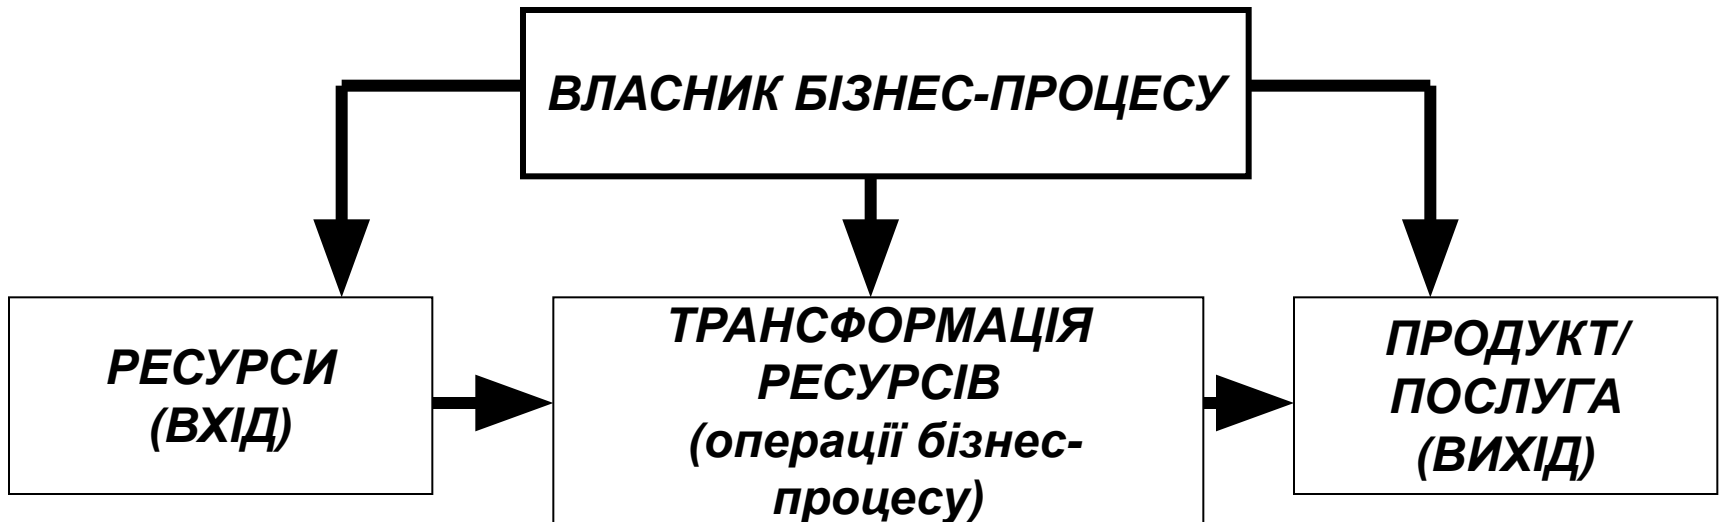 ВЛАСНИК БІЗНЕС-ПРОЦЕСУ
РЕСУРСИ
(ВХІД)
ТРАНСФОРМАЦІЯ
РЕСУРСІВ
(операції бізнес-
процесу)
ПРОДУКТ/
ПОСЛУГА
(ВИХІД)